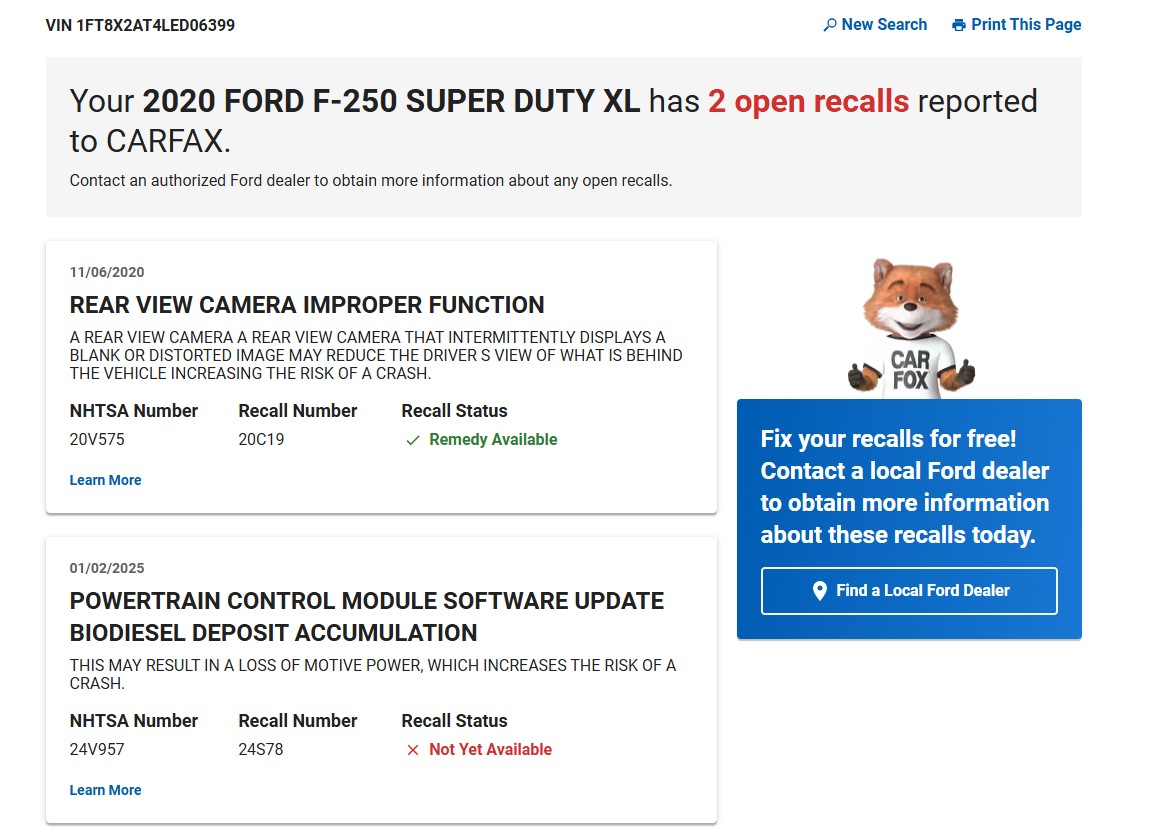 VIN 1FT8X2AT4LED06399
New Search
Print This Page
Your 2020 FORD F-250 SUPER DUTY XL has 2 open recalls reported
to CARFAX.
Contact an authorized Ford dealer to obtain more information about any open recalls.
11/06/2020
REAR VIEW CAMERA IMPROPER FUNCTION
A REAR VIEW CAMERA A REAR VIEW CAMERA THAT INTERMITTENTLY DISPLAYS A
BLANK OR DISTORTED IMAGE MAY REDUCE THE DRIVER S VIEW OF WHAT IS BEHIND
THE VEHICLE INCREASING THE RISK OF A CRASH.
NHTSA Number Recall Number Recall Status
20V575 20C19 Remedy Available
Learn More
01/02/2025
POWERTRAIN CONTROL MODULE SOFTWARE UPDATE
BIODIESEL DEPOSIT ACCUMULATION
THIS MAY RESULT IN A LOSS OF MOTIVE POWER, WHICH INCREASES THE RISK OF A
CRASH.
NHTSA Number Recall Number Recall Status
24V957 24S78 Not Yet Available
Learn More
CAR
FOX
Fix your recalls for free!
Contact a local Ford dealer
to obtain more information
about these recalls today.
Find a Local Ford Dealer